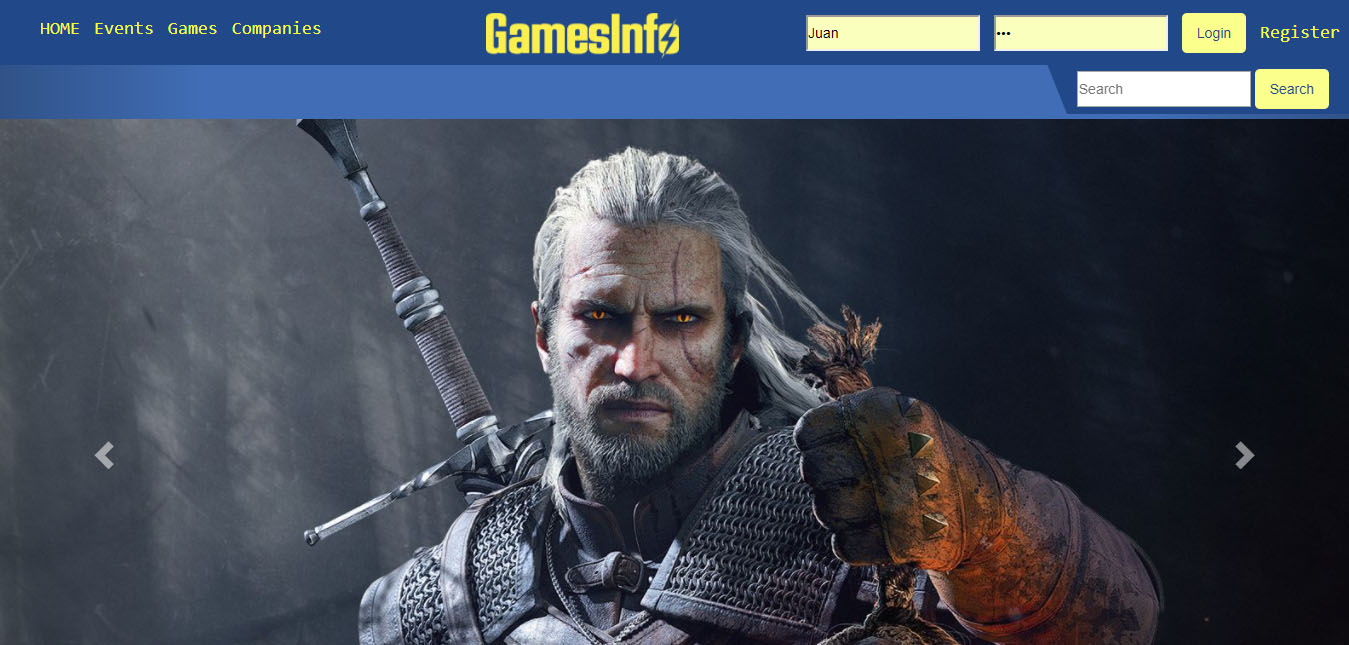 HOME Events Games Companies
GamesInfo
Juan
•••
Login
Register
Search
Search